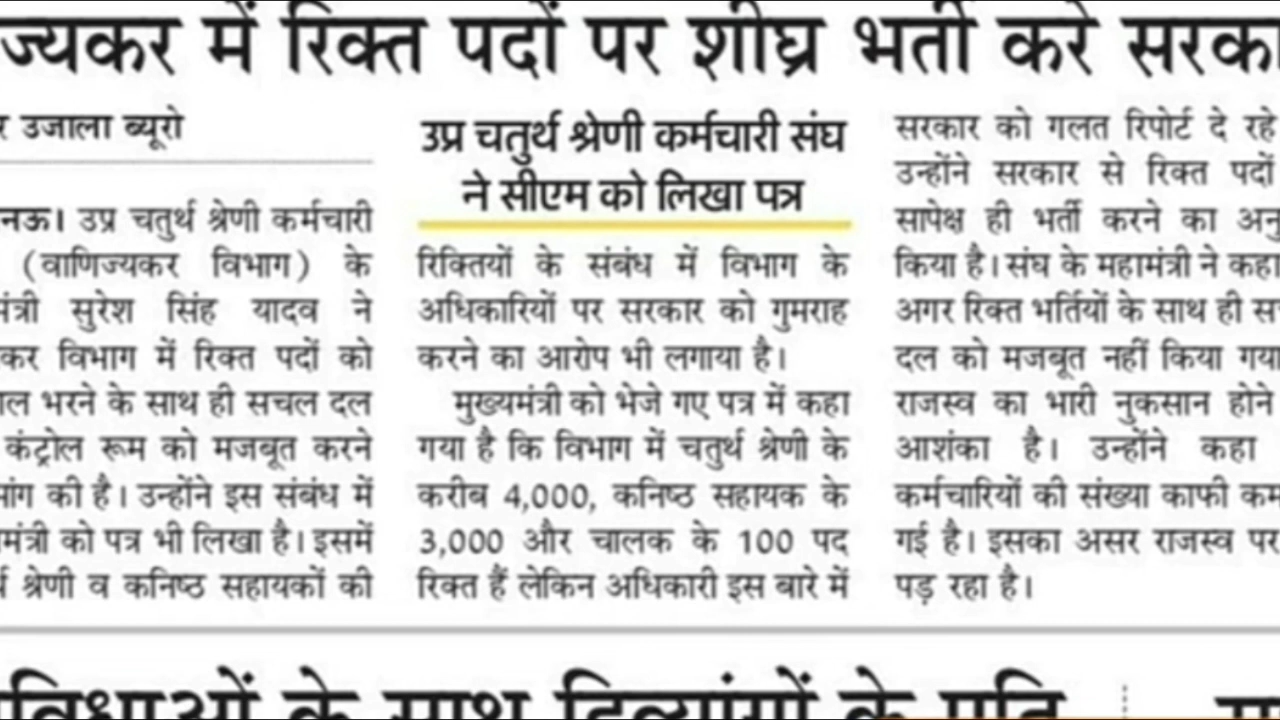 ज्यकर में रिक्त पदों पर शीघ्र भर्ती करे सरका
र उजाला ब्यूरो
नऊ। उप्र चतुर्थ श्रेणी कर्मचारी
(वाणिज्यकर विभाग) के
मंत्री सुरेश सिंह यादव ने
कर विभाग में रिक्त पदों को
ाल भरने के साथ ही सचल दल
कंट्रोल रूम को मजबूत करने
मांग की है। उन्होंने इस संबंध में
मंत्री को पत्र भी लिखा है। इसमें
श्रेणी व कनिष्ठ सहायकों की
उप्र चतुर्थ श्रेणी कर्मचारी संघ
ने सीएम को लिखा पत्र
रिक्तियों के संबंध में विभाग के
अधिकारियों पर सरकार को गुमराह
करने का आरोप भी लगाया है।
मुख्यमंत्री को भेजे गए पत्र में कहा
गया है कि विभाग में चतुर्थ श्रेणी के
करीब 4,000, कनिष्ठ सहायक के
3,000 और चालक के 100 पद
रिक्त हैं लेकिन अधिकारी इस बारे में
सरकार को गलत रिपोर्ट दे रहे
उन्होंने सरकार से रिक्त पदों
सापेक्ष ही भर्ती करने का अनु
किया है। संघ के महामंत्री ने कहा
अगर रिक्त भर्तियों के साथ ही स
दल को मजबूत नहीं किया गया
राजस्व का भारी नुकसान होने
आशंका है। उन्होंने कहा
कर्मचारियों की संख्या काफी कम
गई है। इसका असर राजस्व पर
पड़ रहा है।
विधाओं के साथ दिव्यांगों के प्रति